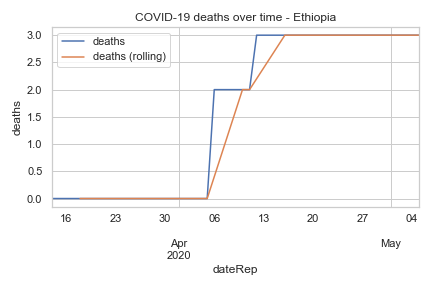 COVID-19 deaths over time - Ethiopia
deaths
deaths (rolling)
deaths
3.0
2.5
2.0
1.5
1.0
0.5
0.0
16 23 30 06 13 20 27 04
Apr May
2020
dateRep